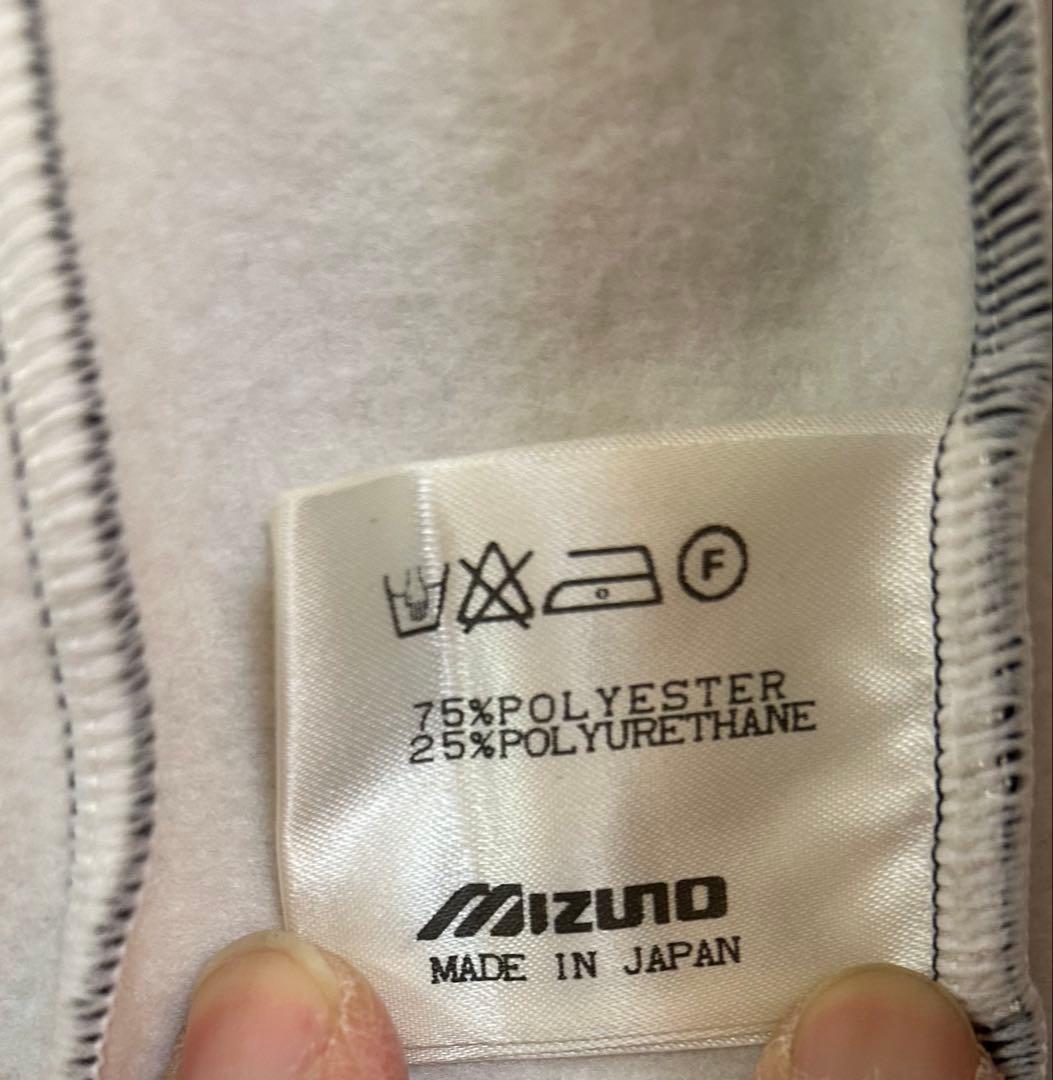 F
75%POLYESTER
25%POLYURETHANE
MIZUNO
MADE IN JAPAN